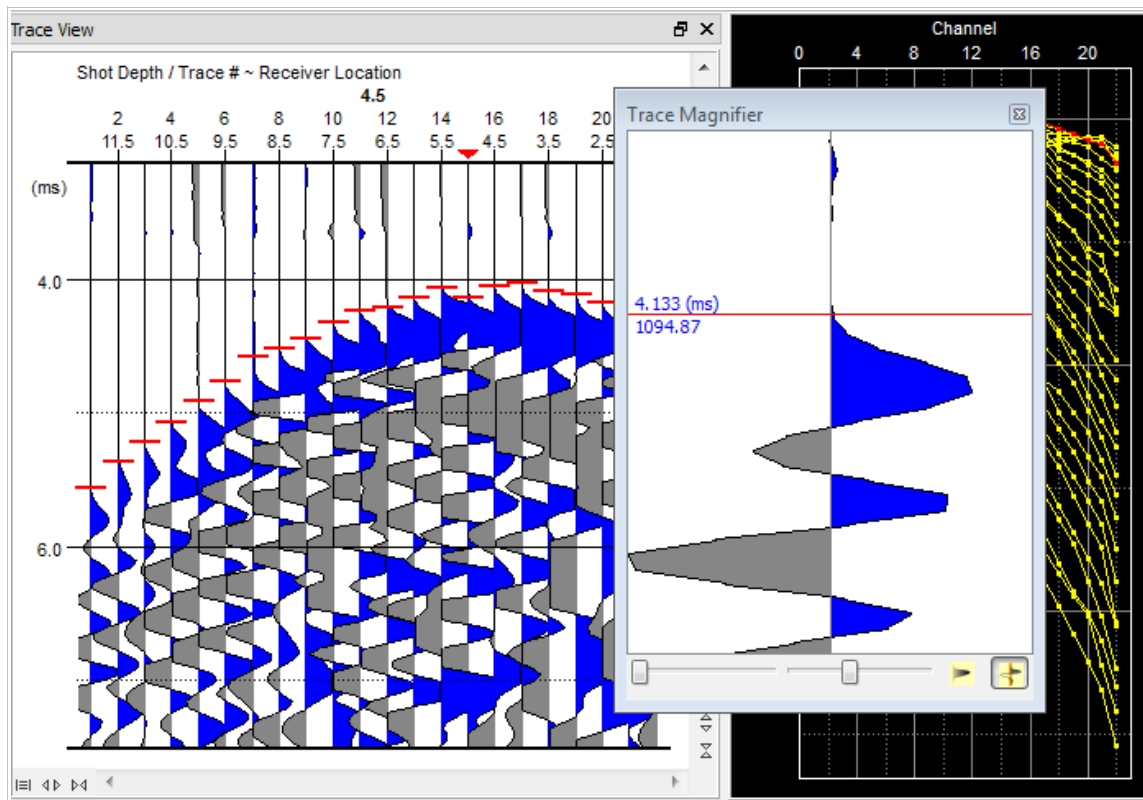 Trace View
Shot Depth / Trace # ~ Receiver Location
4.5
2 4 6 8 10 12 14 16 18 20
11.5 10.5 9.5 8.5 7.5 6.5 5.5 4.5 3.5 2.5
(ms)
4.0
6.0
Trace Magnifier
4.133 (ms)
1094.87
Channel
0 4 8 12 16 20